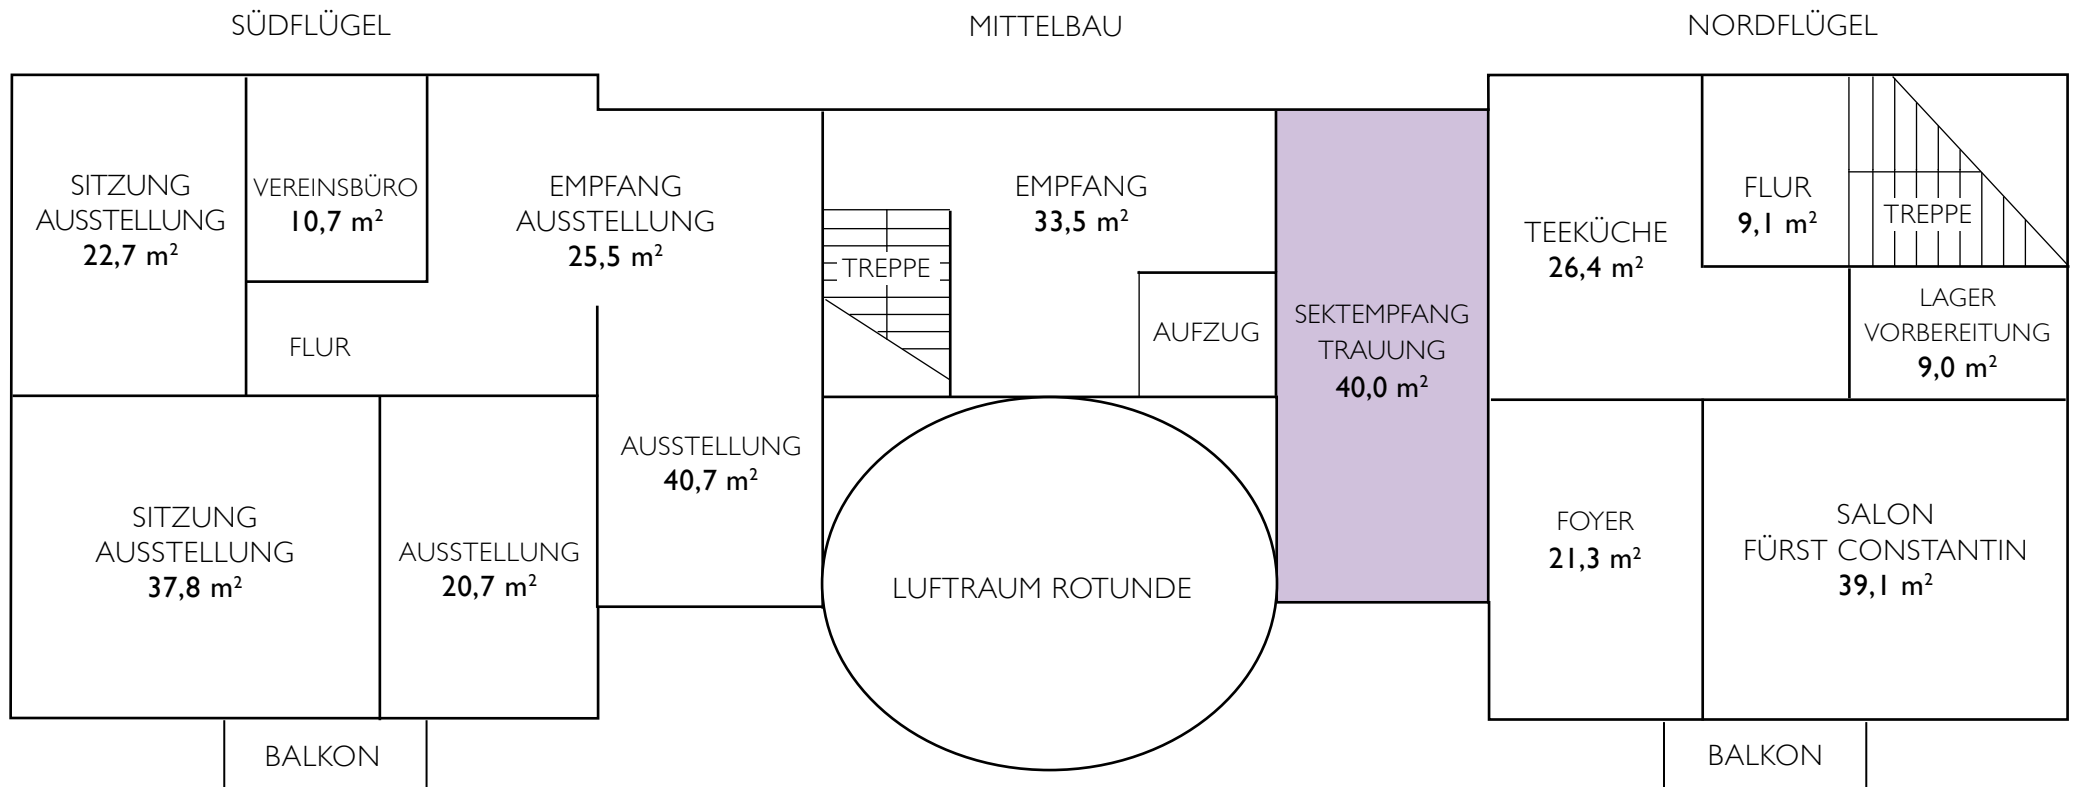 SÜDFLÜGEL
MITTELBAU
NORDFLÜGEL
SITZUNG
AUSSTELLUNG
22,7 m²
VEREINSBÜRO
10,7 m²
EMPFANG
AUSSTELLUNG
25,5 m²
FLUR
TREPPE
EMPFANG
33,5 m²
AUFZUG
SEKTEMPFANG
TRAUUNG
40,0 m²
TEEKÜCHE
26,4 m²
FLUR
9,1 m²
TREPPE
LAGER
VORBEREITUNG
9,0 m²
SITZUNG
AUSSTELLUNG
37,8 m²
AUSSTELLUNG
20,7 m²
AUSSTELLUNG
40,7 m²
LUFTRAUM ROTUNDE
FOYER
21,3 m²
SALON
FÜRST CONSTANTIN
39,1 m²
BALKON
BALKON